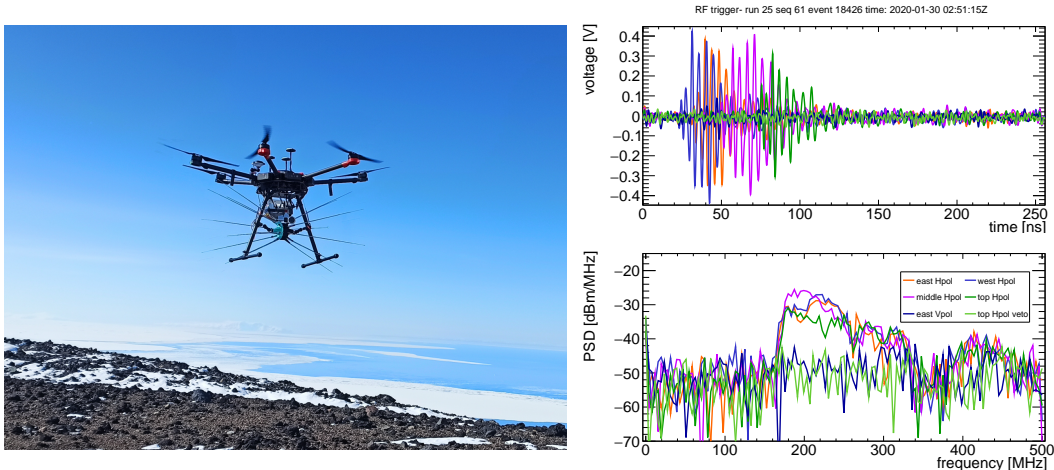 RF trigger- run 25 seq 61 event 18426 time: 2020-01-30 02:51:15Z
voltage [V]
0.4
0.3
0.2
0.1
0
−0.1
−0.2
−0.3
−0.4
0 50 100 150 200 250
time [ns]
PSD [dBm/MHz]
−20
−30
−40
−50
−60
−70
east Hpol west Hpol
middle Hpol top Hpol
east Vpol top Hpol veto
0 100 200 300 400 500
frequency [MHz]